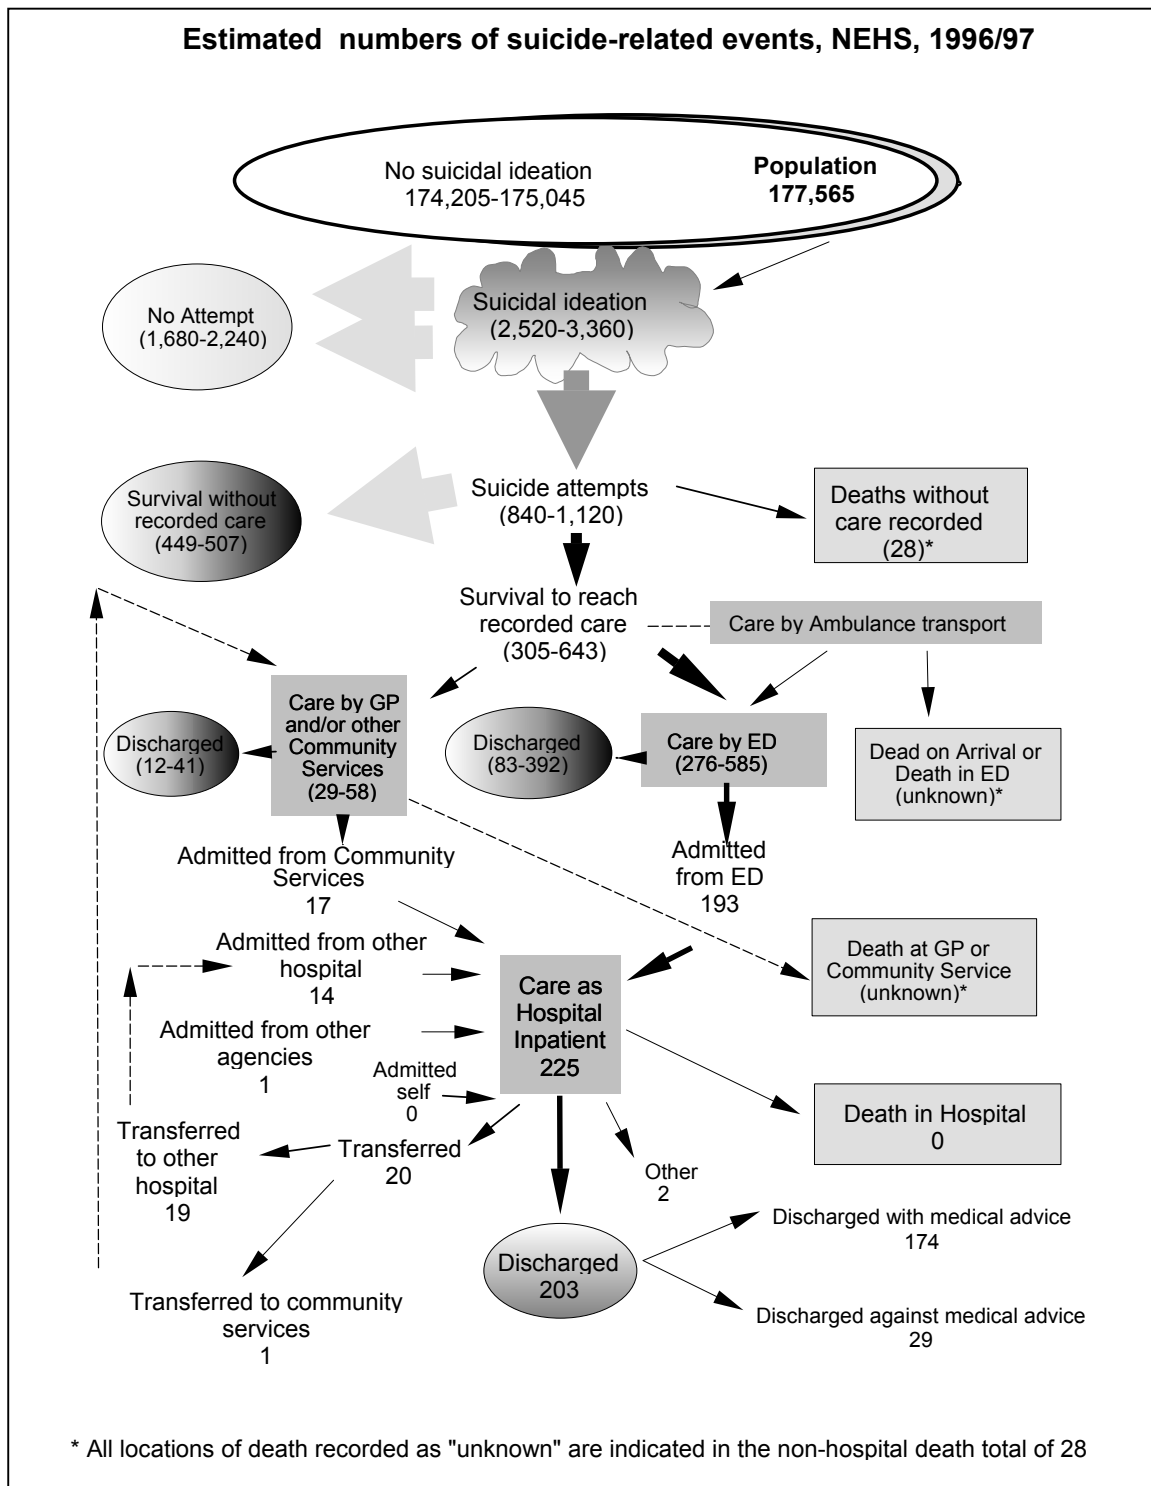 Estimated numbers of suicide-related events, NEHS, 1996/97
No suicidal ideation
174,205-175,045
Population
177,565
Suicidal ideation
(2,520-3,360)
No Attempt
(1,680-2,240)
Suicide attempts
(840-1,120)
Survival without
recorded care
(449-507)
Deaths without
care recorded
(28)*
Survival to reach
recorded care
(305-643)
Care by Ambulance transport
Care by GP
and/or other
Community
Services
(29-58)
Discharged
(12-41)
Discharged
(83-392)
Care by ED
(276-585)
Dead on Arrival or
Death in ED
(unknown)*
Admitted from Community
Services
17
Admitted
from ED
193
Admitted from other
hospital
14
Care as
Hospital
Inpatient
225
Death at GP or
Community Service
(unknown)*
Admitted from other
agencies
1
Admitted
self
0
Death in Hospital
0
Transferred
to other
hospital
19
Transferred
20
Other
2
Discharged with medical advice
174
Discharged
203
Transferred to community
services
1
Discharged against medical advice
29
* All locations of death recorded as "unknown" are indicated in the non-hospital death total of 28